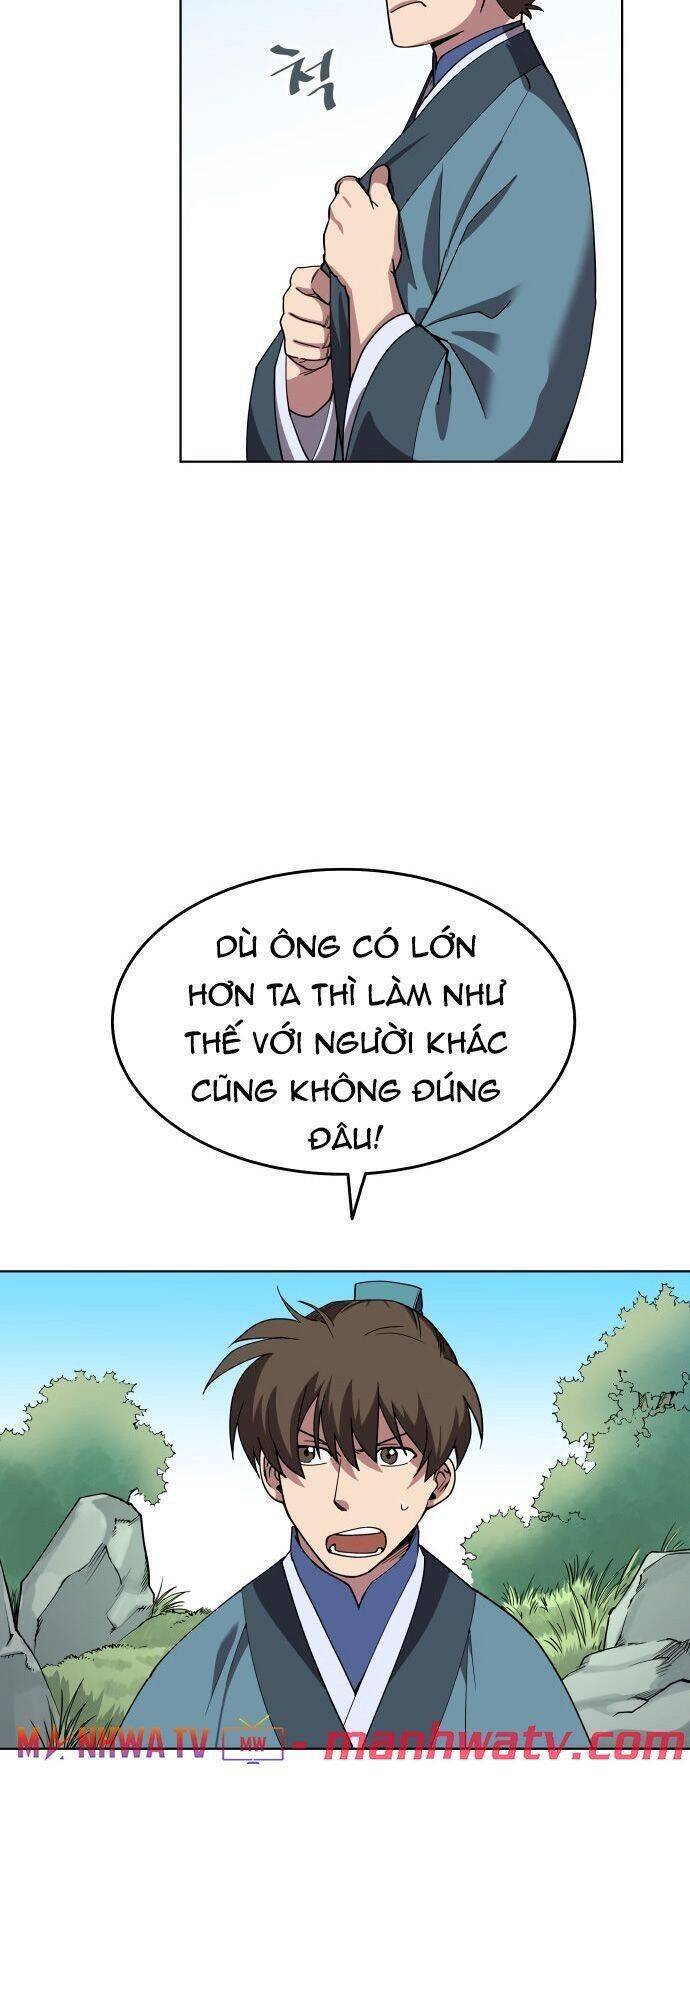 척
DÙ ÔNG CÓ LỚN
HƠN TA THÌ LÀM NHƯ
THẾ VỚI NGƯỜI KHÁC
CŨNG KHÔNG ĐÚNG
ĐÂU!
MANHWA TV MW manhwatv.com